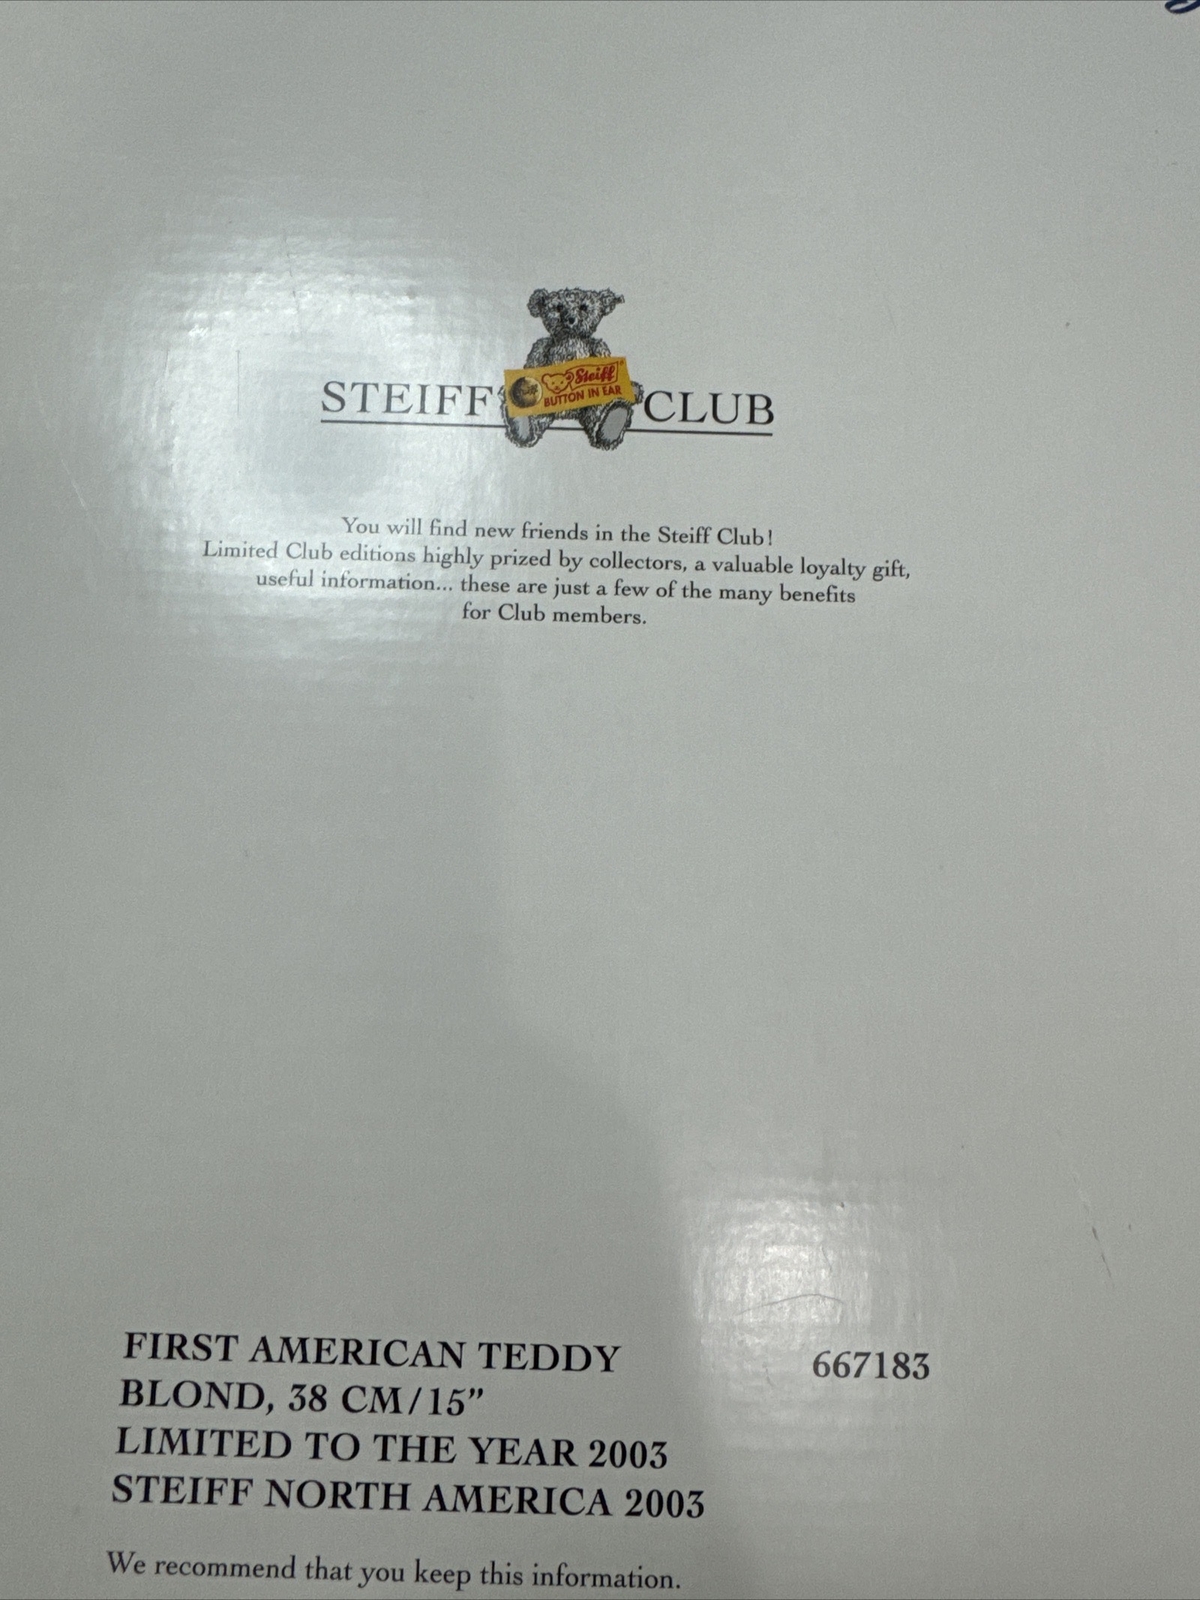 STEIFF CLUB
Steiff
BUTTON IN EAR
You will find new friends in the Steiff Club!
Limited Club editions highly prized by collectors, a valuable loyalty gift,
useful information... these are just a few of the many benefits
for Club members.
FIRST AMERICAN TEDDY 667183
BLOND, 38 CM/15”
LIMITED TO THE YEAR 2003
STEIFF NORTH AMERICA 2003
We recommend that you keep this information.